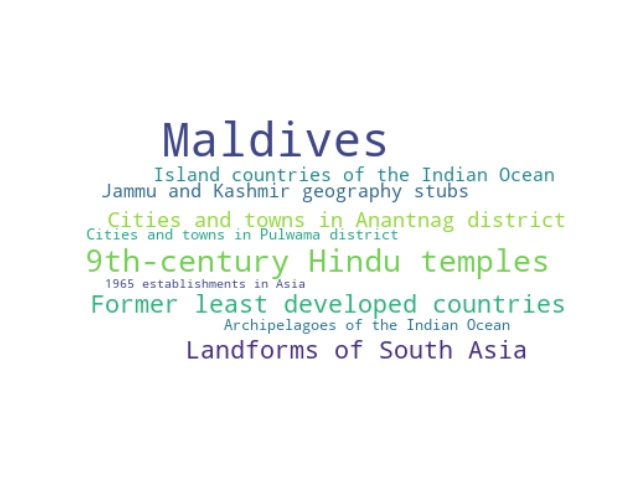 Maldives
Island countries of the Indian Ocean
Jammu and Kashmir geography stubs
Cities and towns in Anantnag district
Cities and towns in Pulwama district
9th-century Hindu temples
1965 establishments in Asia
Former least developed countries
Archipelagoes of the Indian Ocean
Landforms of South Asia